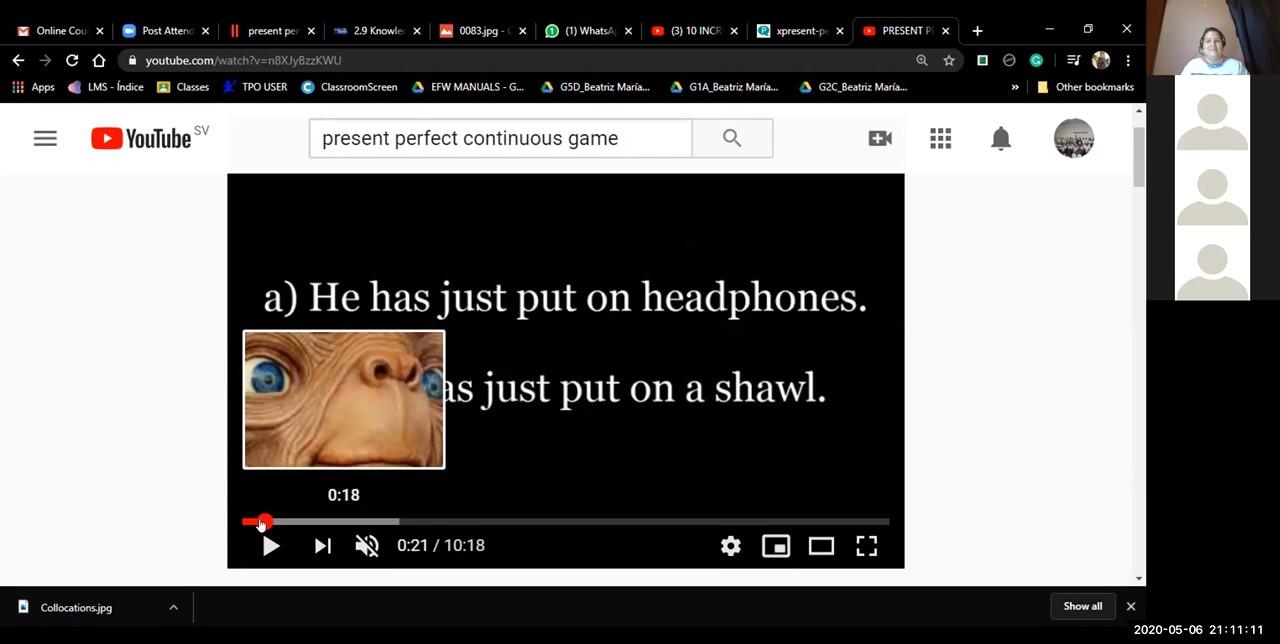 Online Cou
Post Attend
present per
2.9 Knowle
0083.jpg - G
(1) WhatsA
(3) 10 INCR
xpresent-pe
PRESENT P
youtube.com/watch?v=n8XJyBzzKWU
Apps
LMS - Índice
Classes
TPO USER
ClassroomScreen
EFW MANUALS - G...
G5D_Beatriz María...
G1A_Beatriz María...
G2C_Beatriz María...
»
Other bookmarks
YouTube SV
present perfect continuous game
a) He has just put on headphones.
as just put on a shawl.
0:18
0:21 / 10:18
Collocations.jpg
Show all
2020-05-06 21:11:11